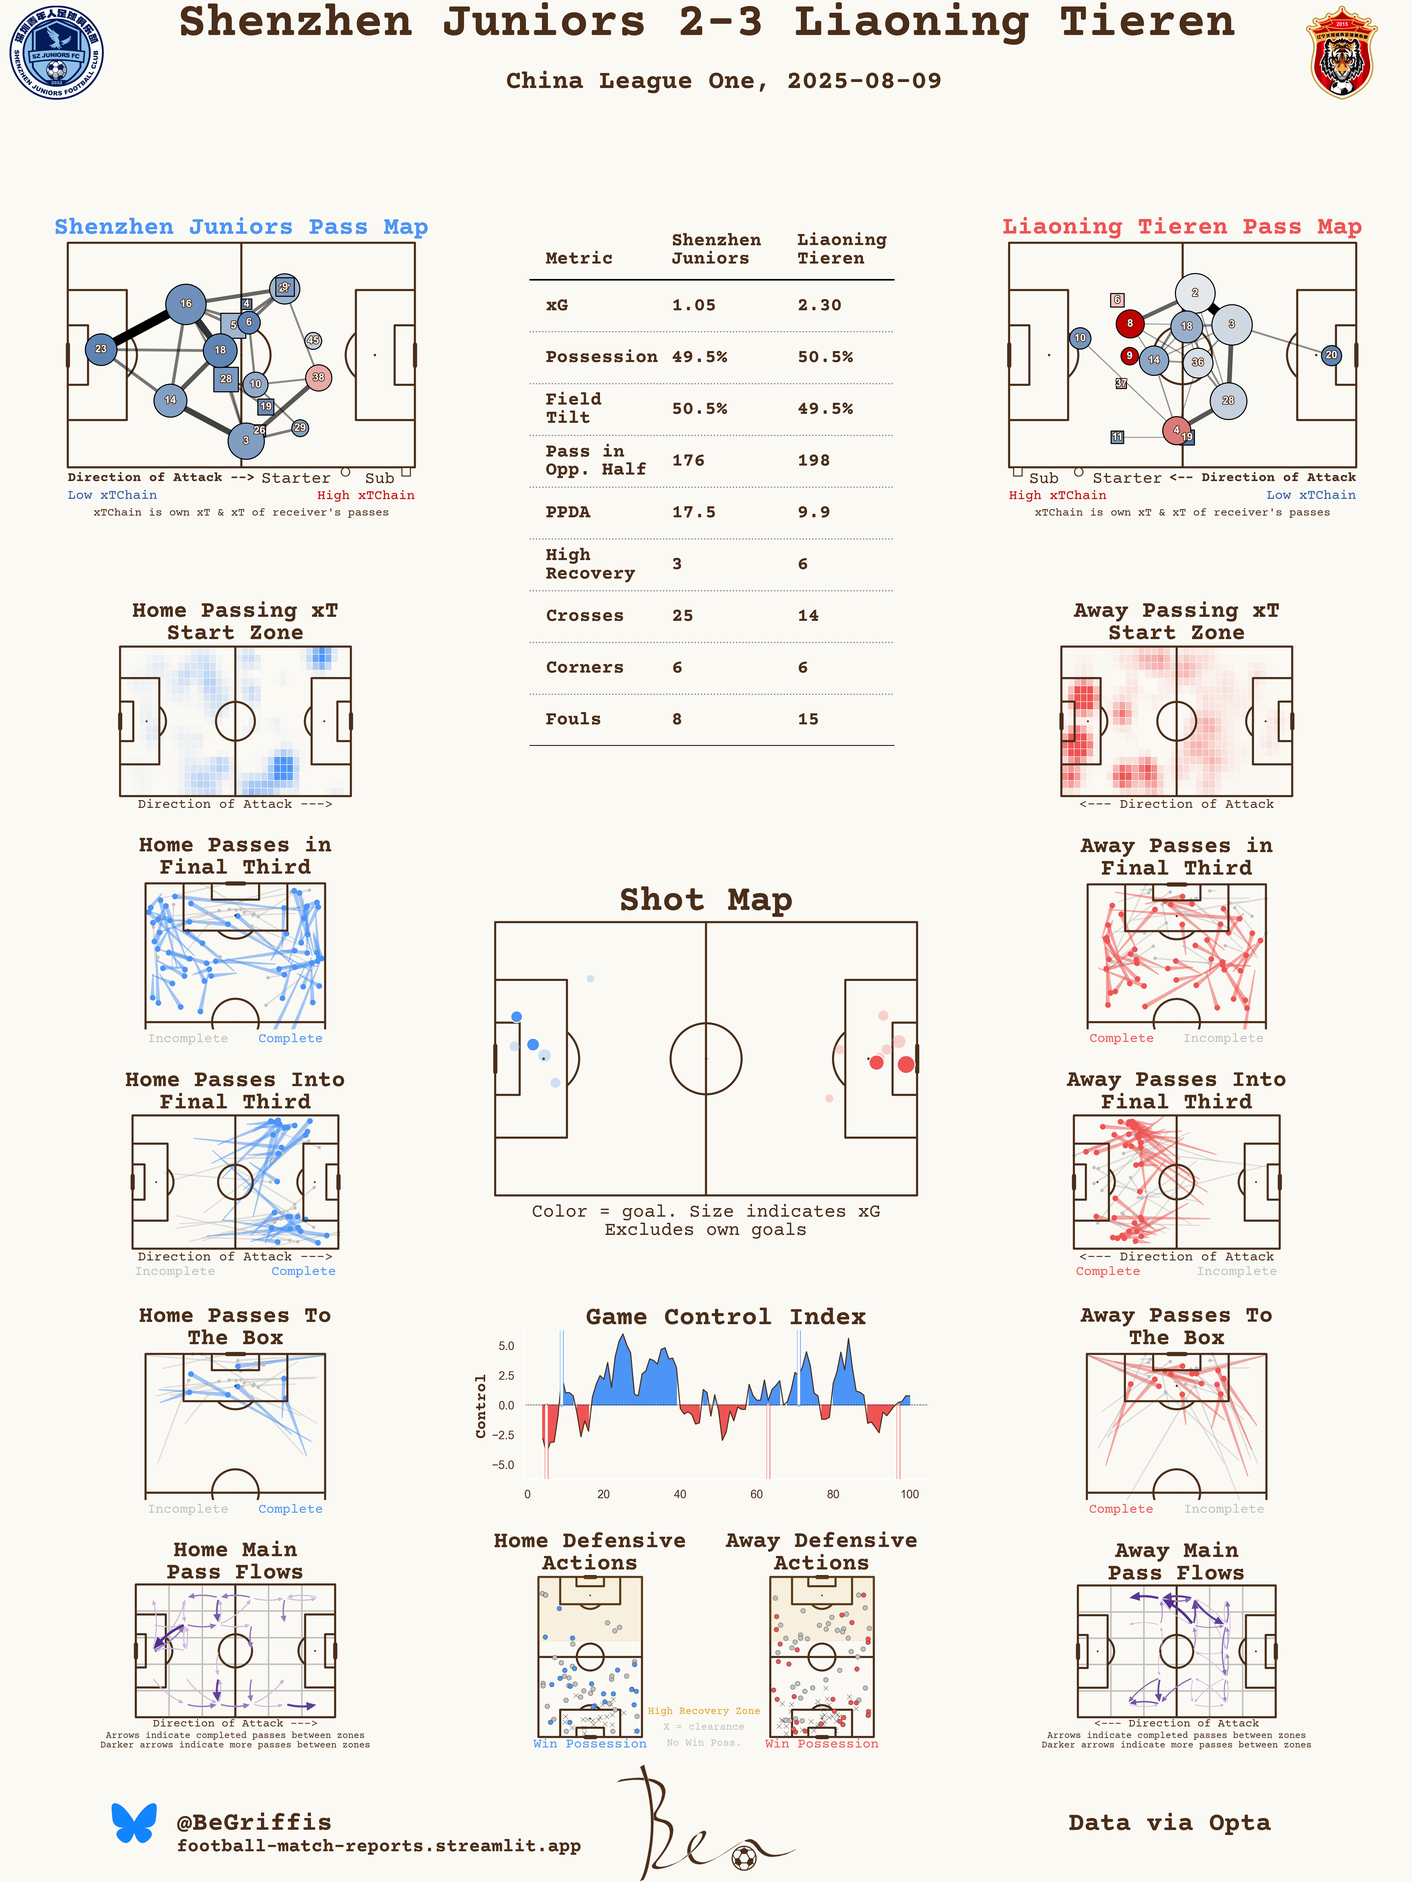 Shenzhen Juniors 2-3 Liaoning Tieren
China League One, 2025-08-09
SZ JUNIORS FC
SHENZHEN JUNIORS FOOTBALL CLUB
2015
Shenzhen Juniors Pass Map
16
9
4
5
6
23
18
45
28
10
38
14
19
26
29
3
Direction of Attack --> Starter Sub
Low xTChain High xTChain
xTChain is own xT & xT of receiver's passes
Metric Shenzhen Juniors Liaoning Tieren
xG 1.05 2.30
Possession 49.5% 50.5%
Field Tilt 50.5% 49.5%
Pass in Opp. Half 176 198
PPDA 17.5 9.9
High Recovery 3 6
Crosses 25 14
Corners 6 6
Fouls 8 15
Liaoning Tieren Pass Map
6
2
8
18
3
10
9
14
36
20
37
28
11
4
19
Sub Starter <-- Direction of Attack
High xTChain Low xTChain
xTChain is own xT & xT of receiver's passes
Home Passing xT
Start Zone
Direction of Attack --->
Away Passing xT
Start Zone
<--- Direction of Attack
Home Passes in
Final Third
Incomplete Complete
Shot Map
Color = goal. Size indicates xG
Excludes own goals
Away Passes in
Final Third
Complete Incomplete
Home Passes Into
Final Third
Direction of Attack --->
Incomplete Complete
Away Passes Into
Final Third
<--- Direction of Attack
Complete Incomplete
Home Passes To
The Box
Incomplete Complete
Game Control Index
Control
5.0
2.5
0.0
−2.5
−5.0
0 20 40 60 80 100
Away Passes To
The Box
Complete Incomplete
Home Main
Pass Flows
Direction of Attack --->
Arrows indicate completed passes between zones
Darker arrows indicate more passes between zones
Home Defensive
Actions
Win Possession
High Recovery Zone
X = clearance
No Win Poss.
Away Defensive
Actions
Win Possession
Away Main
Pass Flows
<--- Direction of Attack
Arrows indicate completed passes between zones
Darker arrows indicate more passes between zones
@BeGriffis
football-match-reports.streamlit.app
Ben
Data via Opta